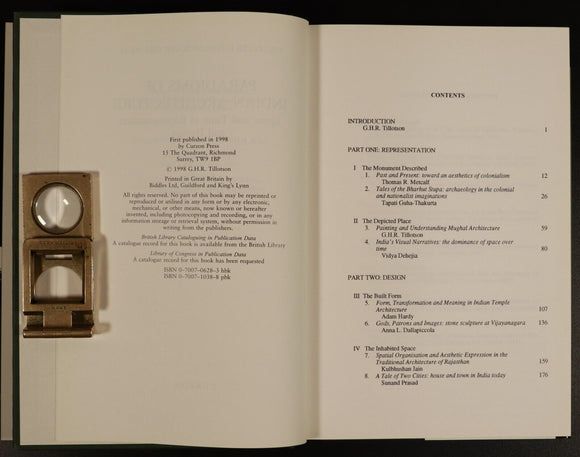 First published in 1998
by Curzon Press
15 The Quadrant, Richmond
Surrey, TW9 1BP
© 1998 G.H.R. Tillotson
Printed in Great Britain by
Biddles Ltd, Guildford and King's Lynn
All rights reserved. No part of this book may be reprinted
or reproduced or utilised in any form or by any electronic,
mechanical, or other means, now known or hereafter
invented, including photocopying and recording, or in any
information storage or retrieval system, without permission in
writing from the publishers.
British Library Cataloguing in Publication Data
A catalogue record for this book is available from the British Library
Library of Congress in Publication Data
A catalogue record for this book has been requested
ISBN 0-7007-0628-3 hbk
ISBN 0-7007-1038-8 pbk
CONTENTS
INTRODUCTION
G.H.R. Tillotson 1
PART ONE: REPRESENTATION
I The Monument Described
1. Past and Present: toward an aesthetics of colonialism 12
Thomas R. Metcalf
2. Tales of the Bharhut Stupa: archaeology in the colonial
and nationalist imaginations 26
Tapati Guha-Thakurta
II The Depicted Place
3. Painting and Understanding Mughal Architecture 59
G.H.R. Tillotson
4. India's Visual Narratives: the dominance of space over
time 80
Vidya Dehejia
PART TWO: DESIGN
III The Built Form
5. Form, Transformation and Meaning in Indian Temple
Architecture 107
Adam Hardy
6. Gods, Patrons and Images: stone sculpture at Vijayanagara 136
Anna L. Dallapiccola
IV The Inhabited Space
7. Spatial Organisation and Aesthetic Expression in the
Traditional Architecture of Rajasthan 159
Kulbhushan Jain
8. A Tale of Two Cities: house and town in India today 176
Sunand Prasad